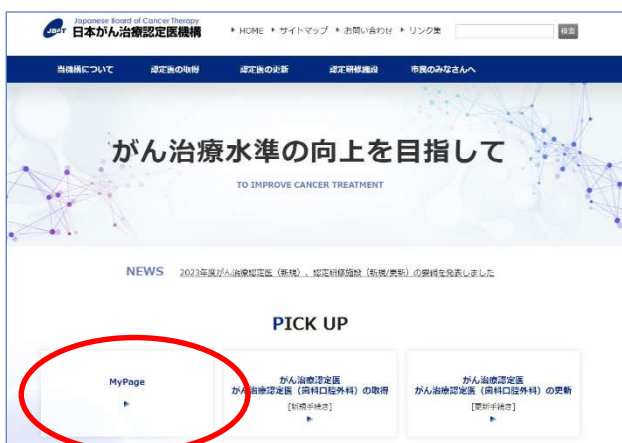 JBCT
Japanese Board of Cancer Therapy
日本がん治療認定医機構
HOME サイトマップ お問い合わせ リンク集
検索
当機構について 認定医の取得 認定医の更新 認定研修施設 市民のみなさんへ
がん治療水準の向上を目指して
TO IMPROVE CANCER TREATMENT
NEWS 2023年度がん治療認定医（新規）、認定研修施設（新規/更新）の要綱を発表しました
PICK UP
MyPage
がん治療認定医
がん治療認定医（歯科口腔外科）の取得
[新規手続き]
がん治療認定医
がん治療認定医（歯科口腔外科）の更新
[更新手続き]